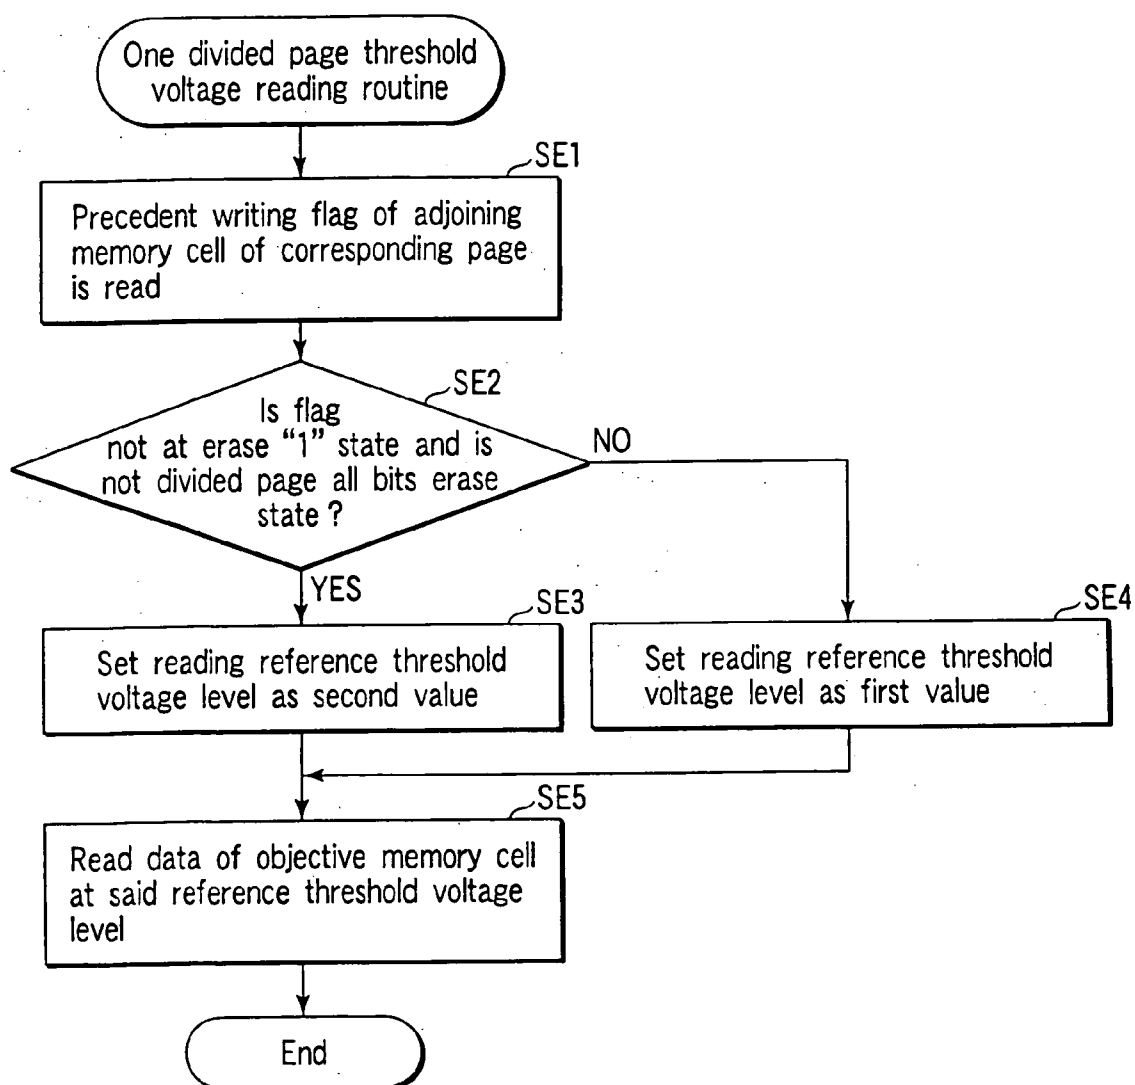 One divided page threshold
voltage reading routine
SE1
Precedent writing flag of adjoining
memory cell of corresponding page
is read
SE2
Is flag
not at erase “1” state and is
not divided page all bits erase
state ?
NO
YES
SE3
Set reading reference threshold
voltage level as second value
SE4
Set reading reference threshold
voltage level as first value
SE5
Read data of objective memory cell
at said reference threshold voltage
level
End